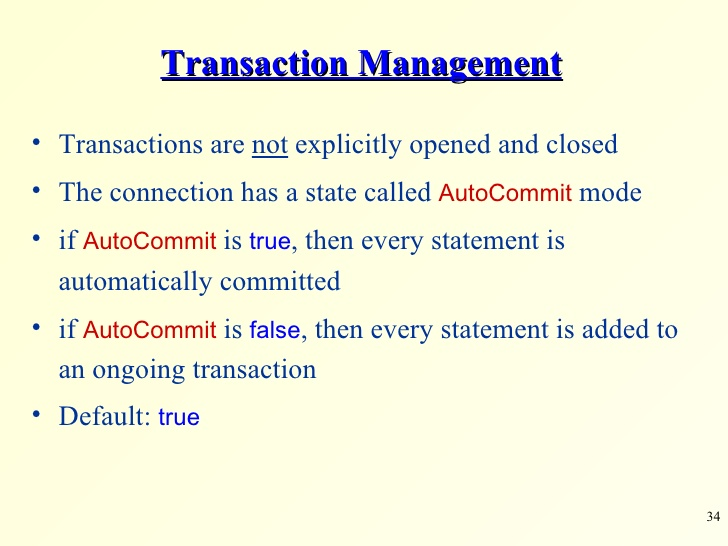 Transaction Management
• Transactions are not explicitly opened and closed
• The connection has a state called AutoCommit mode
• if AutoCommit is true, then every statement is
automatically committed
• if AutoCommit is false, then every statement is added to
an ongoing transaction
• Default: true
34